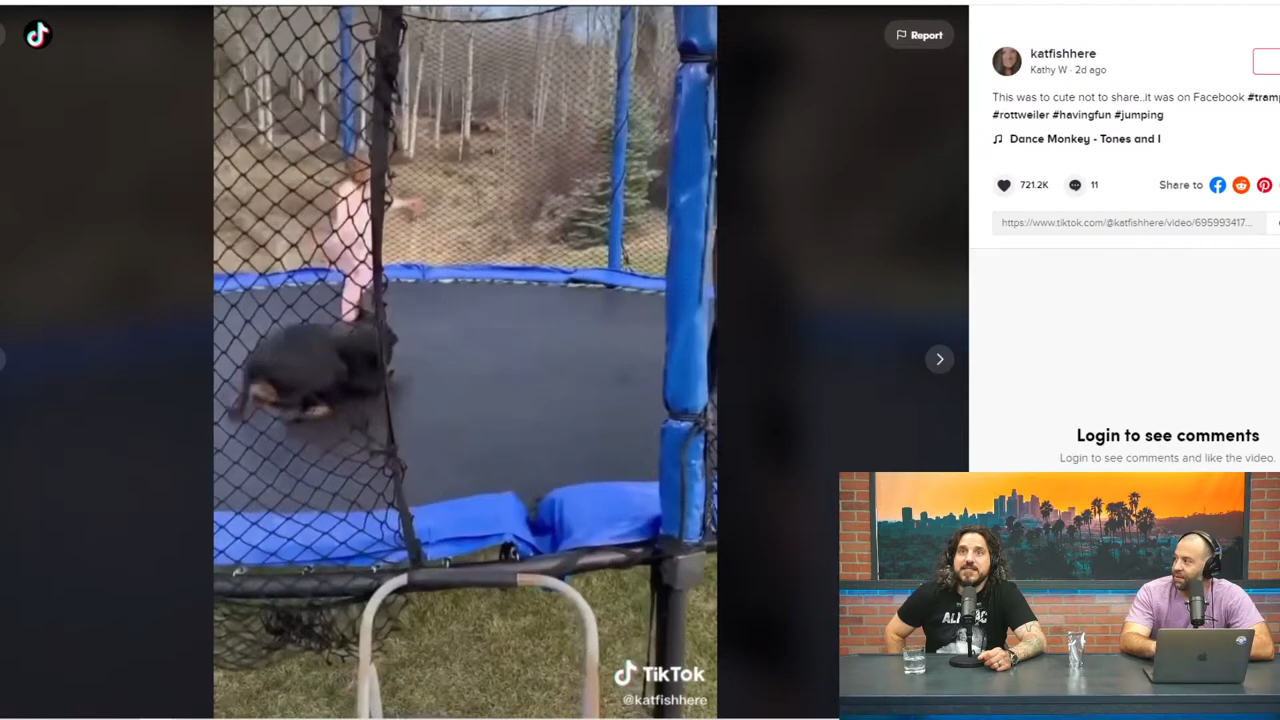 Report
katfishhere
Kathy W · 2d ago
This was to cute not to share..it was on Facebook
#rottweiler #havingfun #jumping
Dance Monkey - Tones and I
721.2K
11
Share to
https://www.tiktok.com/@katfishhere/video/695993417...
Login to see comments
Login to see comments and like the video.
TikTok
@katfishhere